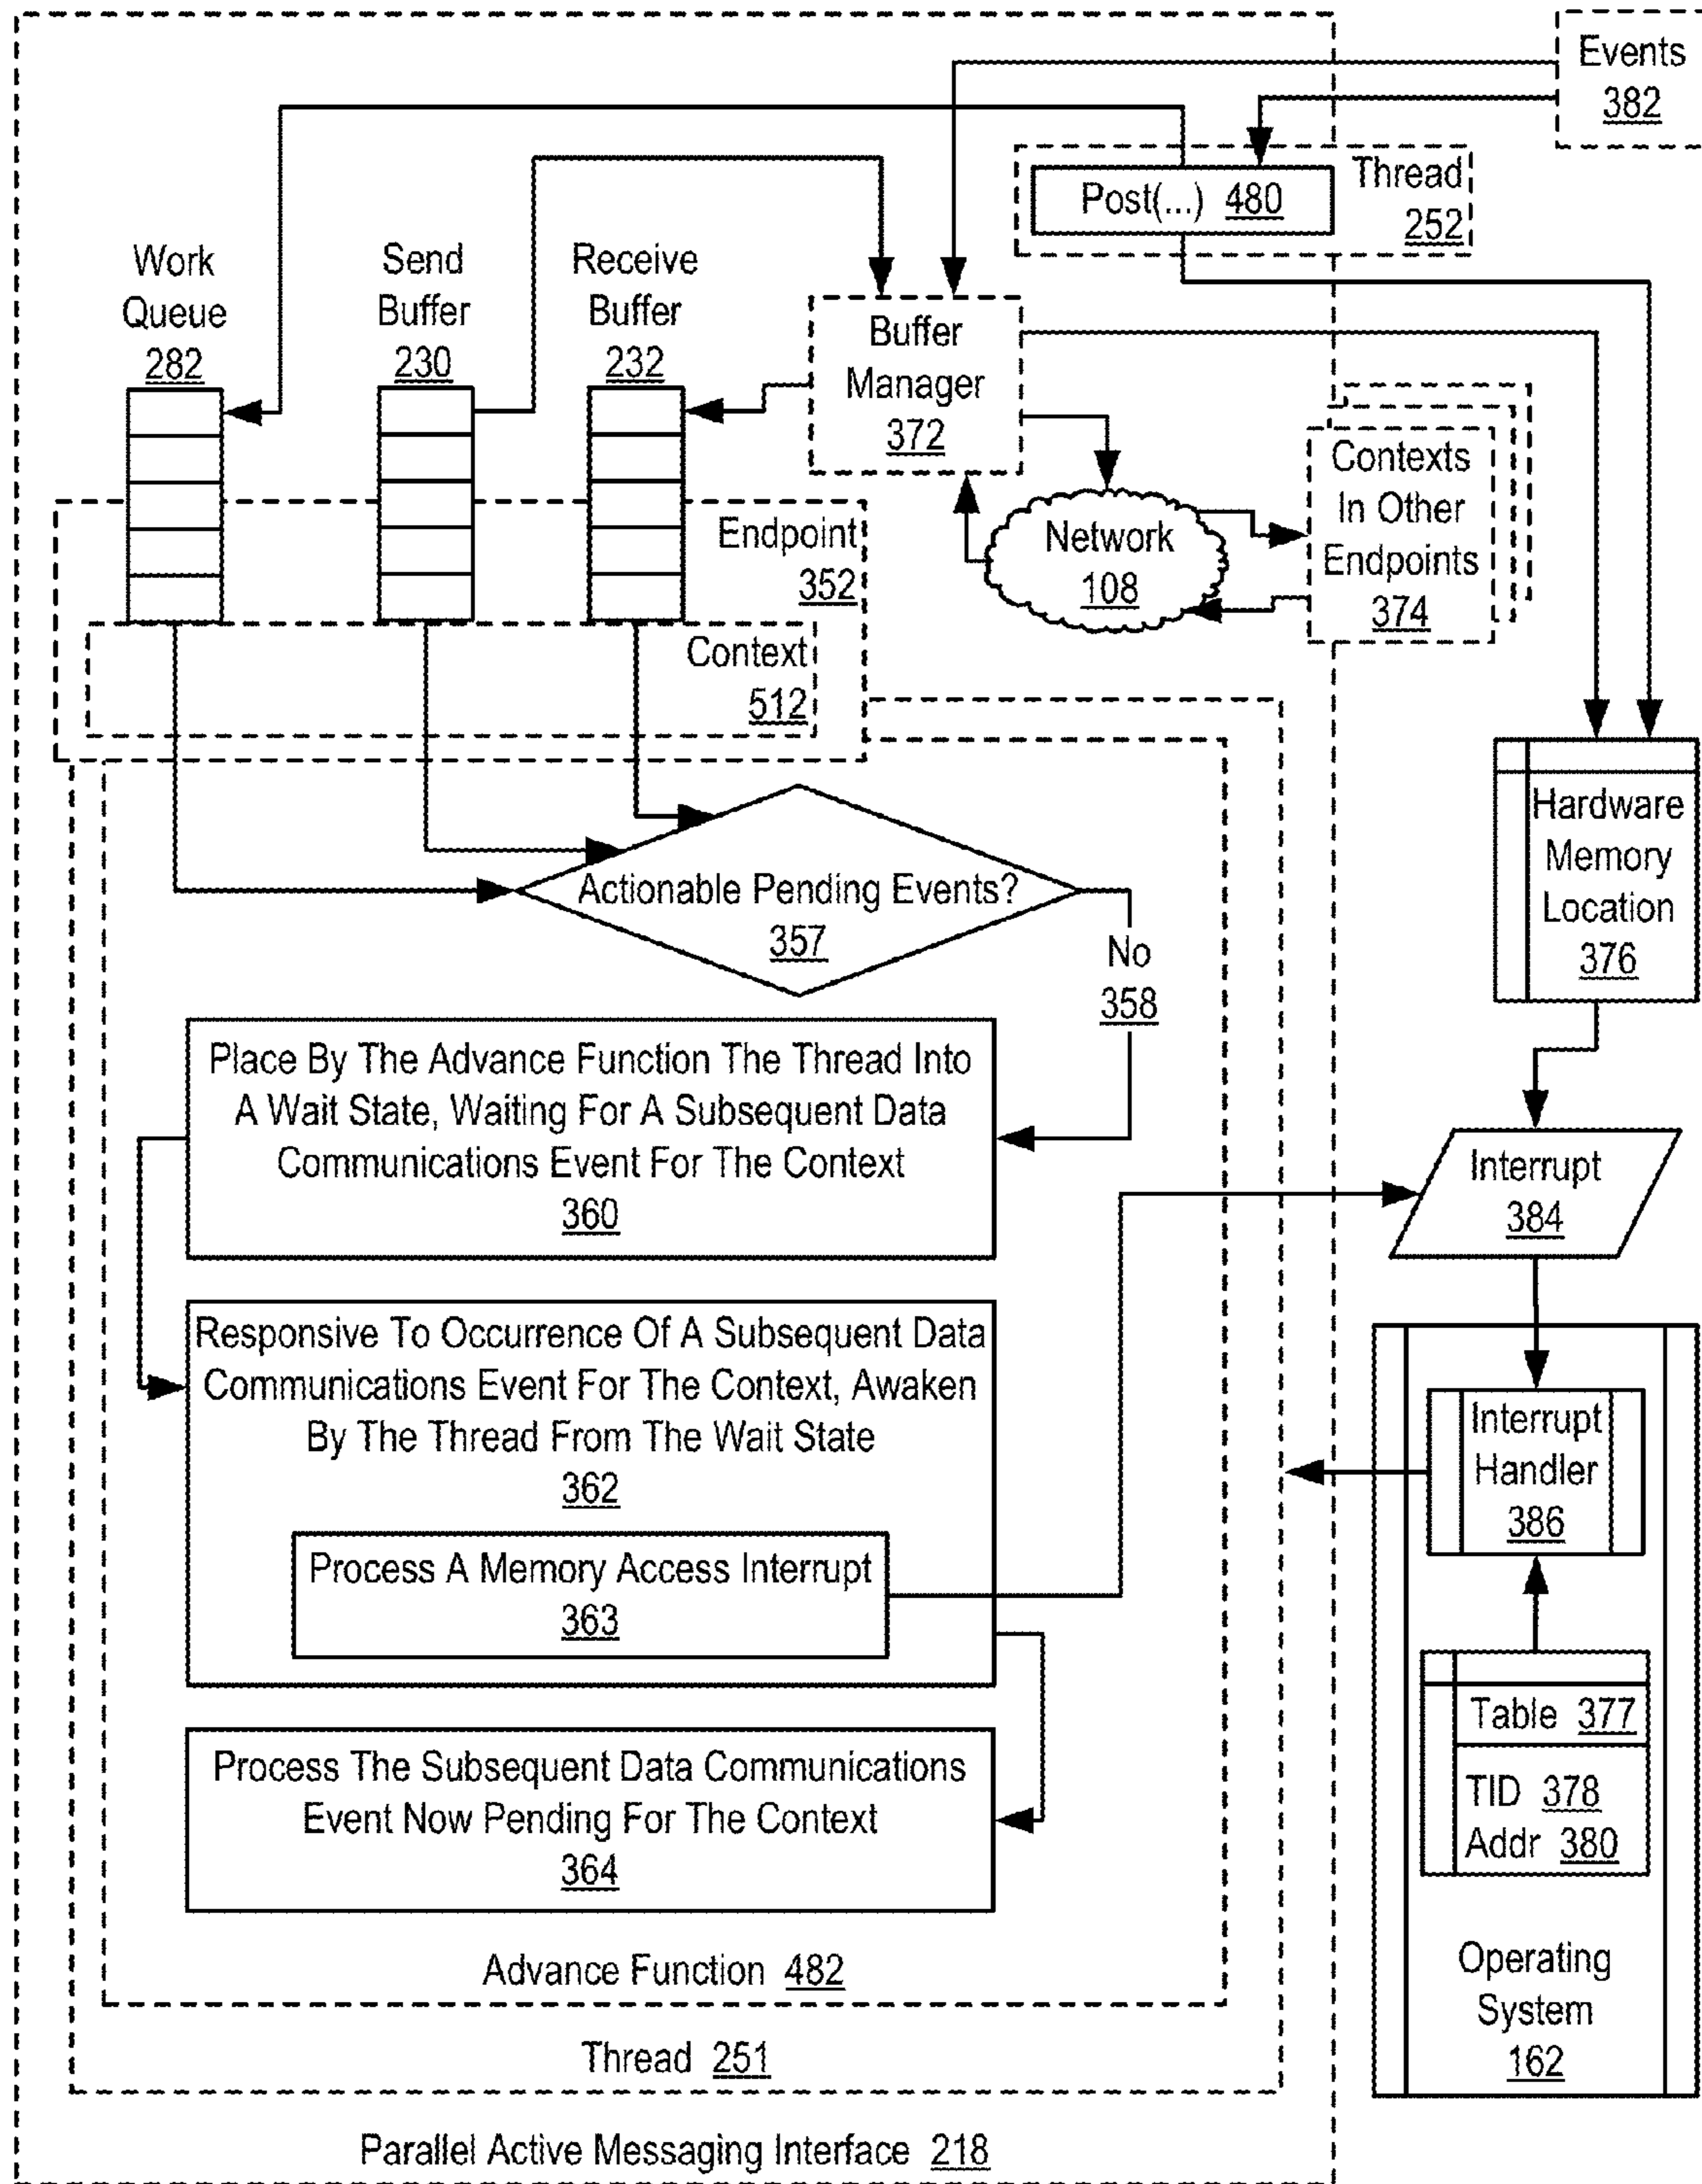 Events
382
Thread
252
Post(...) 480
Work
Queue
282
Send
Buffer
230
Receive
Buffer
232
Buffer
Manager
372
Contexts
In Other
Endpoints
374
Network
108
Endpoint
352
Context
512
Hardware
Memory
Location
376
Actionable Pending Events?
357
No
358
Place By The Advance Function The Thread Into
A Wait State, Waiting For A Subsequent Data
Communications Event For The Context
360
Interrupt
384
Responsive To Occurrence Of A Subsequent Data
Communications Event For The Context, Awaken
By The Thread From The Wait State
362
Interrupt
Handler
386
Process A Memory Access Interrupt
363
Table 377
TID 378
Addr 380
Process The Subsequent Data Communications
Event Now Pending For The Context
364
Operating
System
162
Advance Function 482
Thread 251
Parallel Active Messaging Interface 218